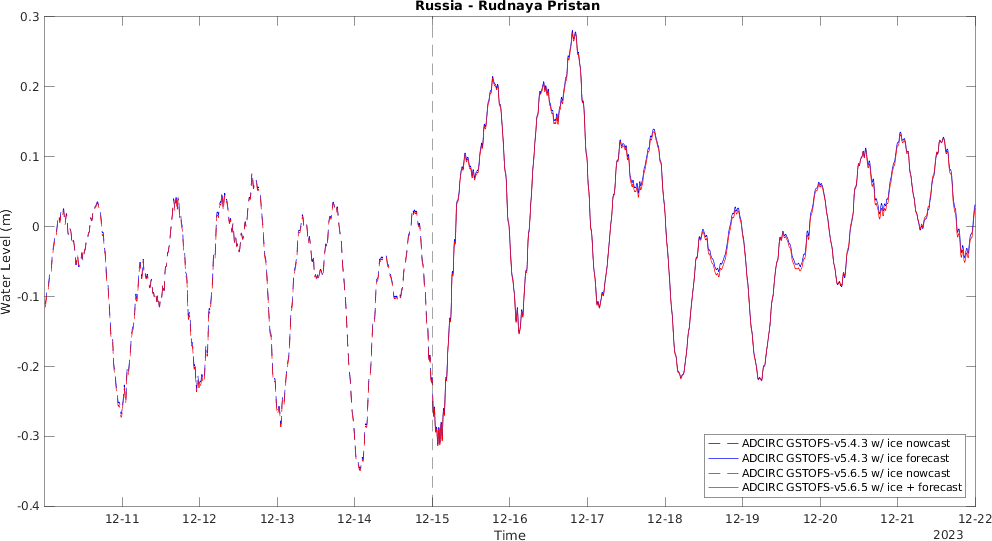 Russia - Rudnaya Pristan
0.3
0.2
0.1
0
-0.1
-0.2
-0.3
-0.4
Water Level (m)
ADCIRC GSTOFS-v5.4.3 w/ ice nowcast
ADCIRC GSTOFS-v5.4.3 w/ ice forecast
ADCIRC GSTOFS-v5.6.5 w/ ice nowcast
ADCIRC GSTOFS-v5.6.5 w/ ice + forecast
12-11 12-12 12-13 12-14 12-15 12-16 12-17 12-18 12-19 12-20 12-21 12-22
Time
2023